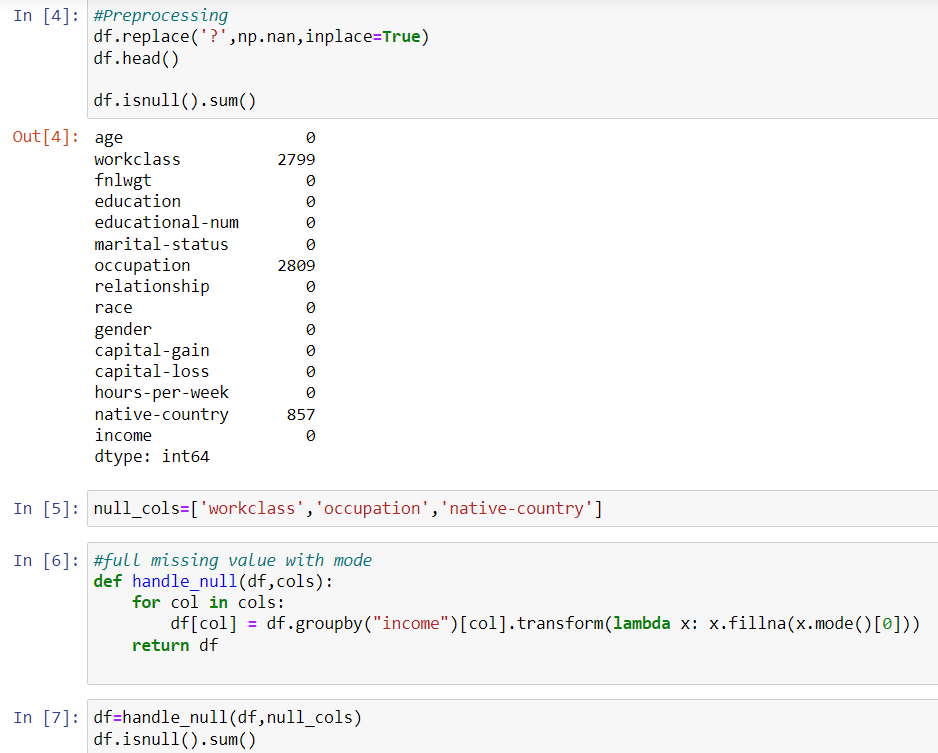 In [4]: #Preprocessing
df.replace('?',np.nan,inplace=True)
df.head()
df.isnull().sum()
Out[4]: age 0
workclass 2799
fnlwgt 0
education 0
educational-num 0
marital-status 0
occupation 2809
relationship 0
race 0
gender 0
capital-gain 0
capital-loss 0
hours-per-week 0
native-country 857
income 0
dtype: int64
In [5]: null_cols=['workclass','occupation','native-country']
In [6]: #full missing value with mode
def handle_null(df,cols):
    for col in cols:
        df[col] = df.groupby("income")[col].transform(lambda x: x.fillna(x.mode()[0]))
    return df
In [7]: df=handle_null(df,null_cols)
df.isnull().sum()